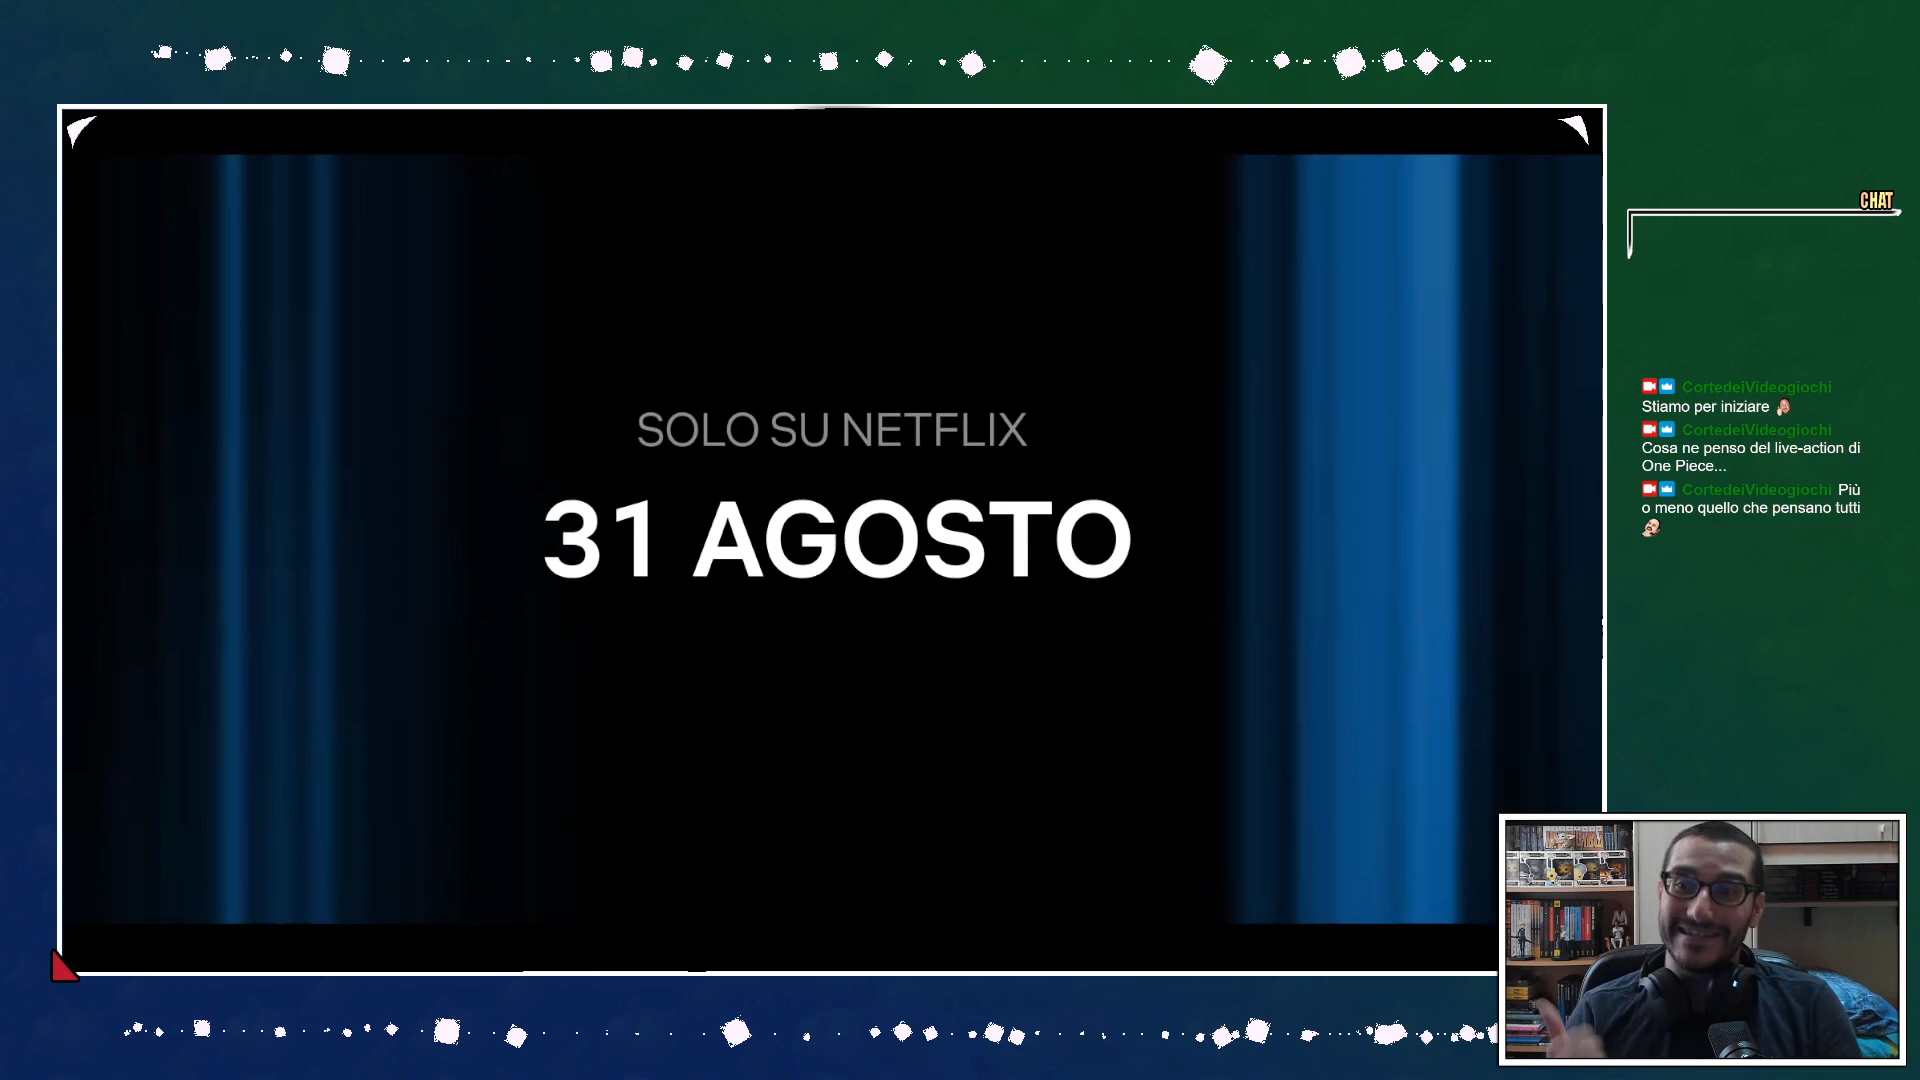 CHAT
SOLO SU NETFLIX
31 AGOSTO
CortedeiVideogiochi
Stiamo per iniziare
CortedeiVideogiochi
Cosa ne penso del live-action di
One Piece...
CortedeiVideogiochi Più
o meno quello che pensano tutti